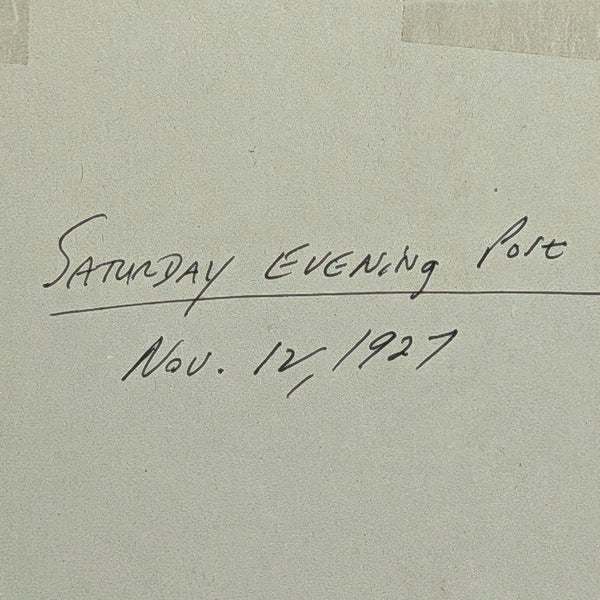 Saturday Evening Post
Nov. 12, 1927